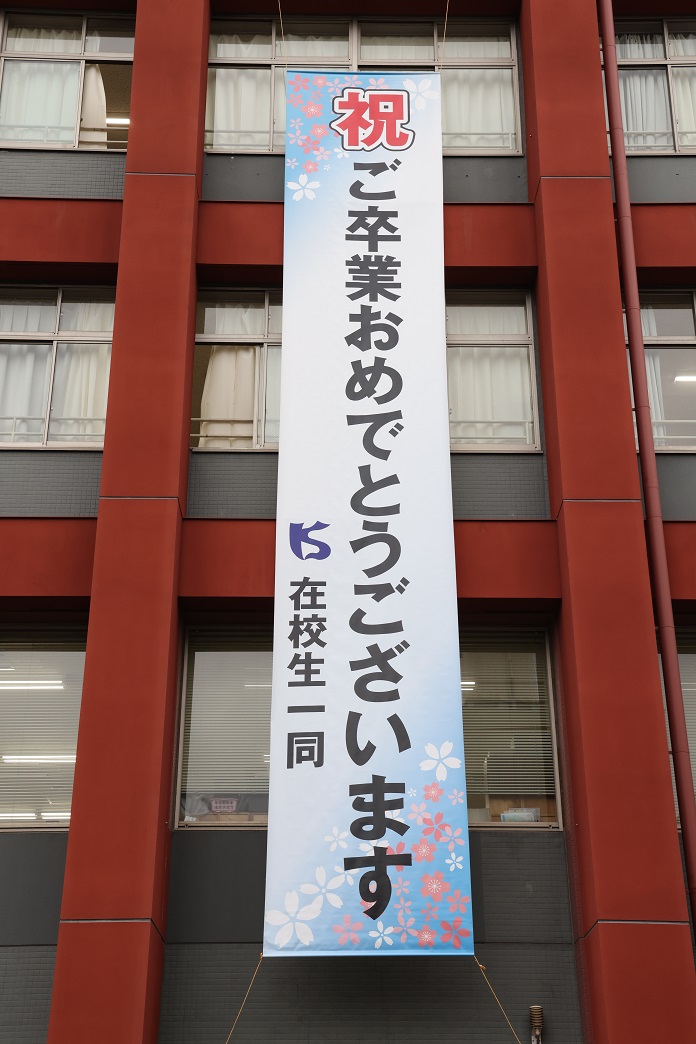 祝
ご卒業おめでとうございます
在校生一同